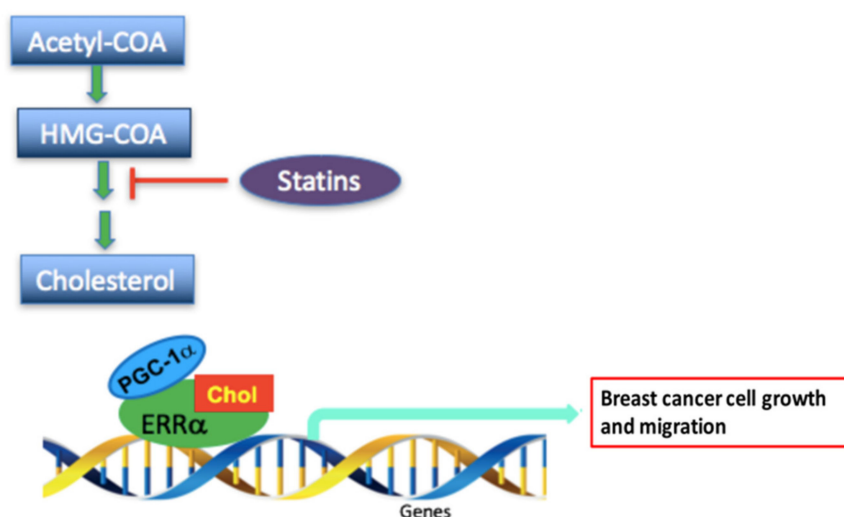 Acetyl-COA
HMG-COA
Statins
Cholesterol
PGC-1α
Chol
ERRα
Breast cancer cell growth
and migration
Genes